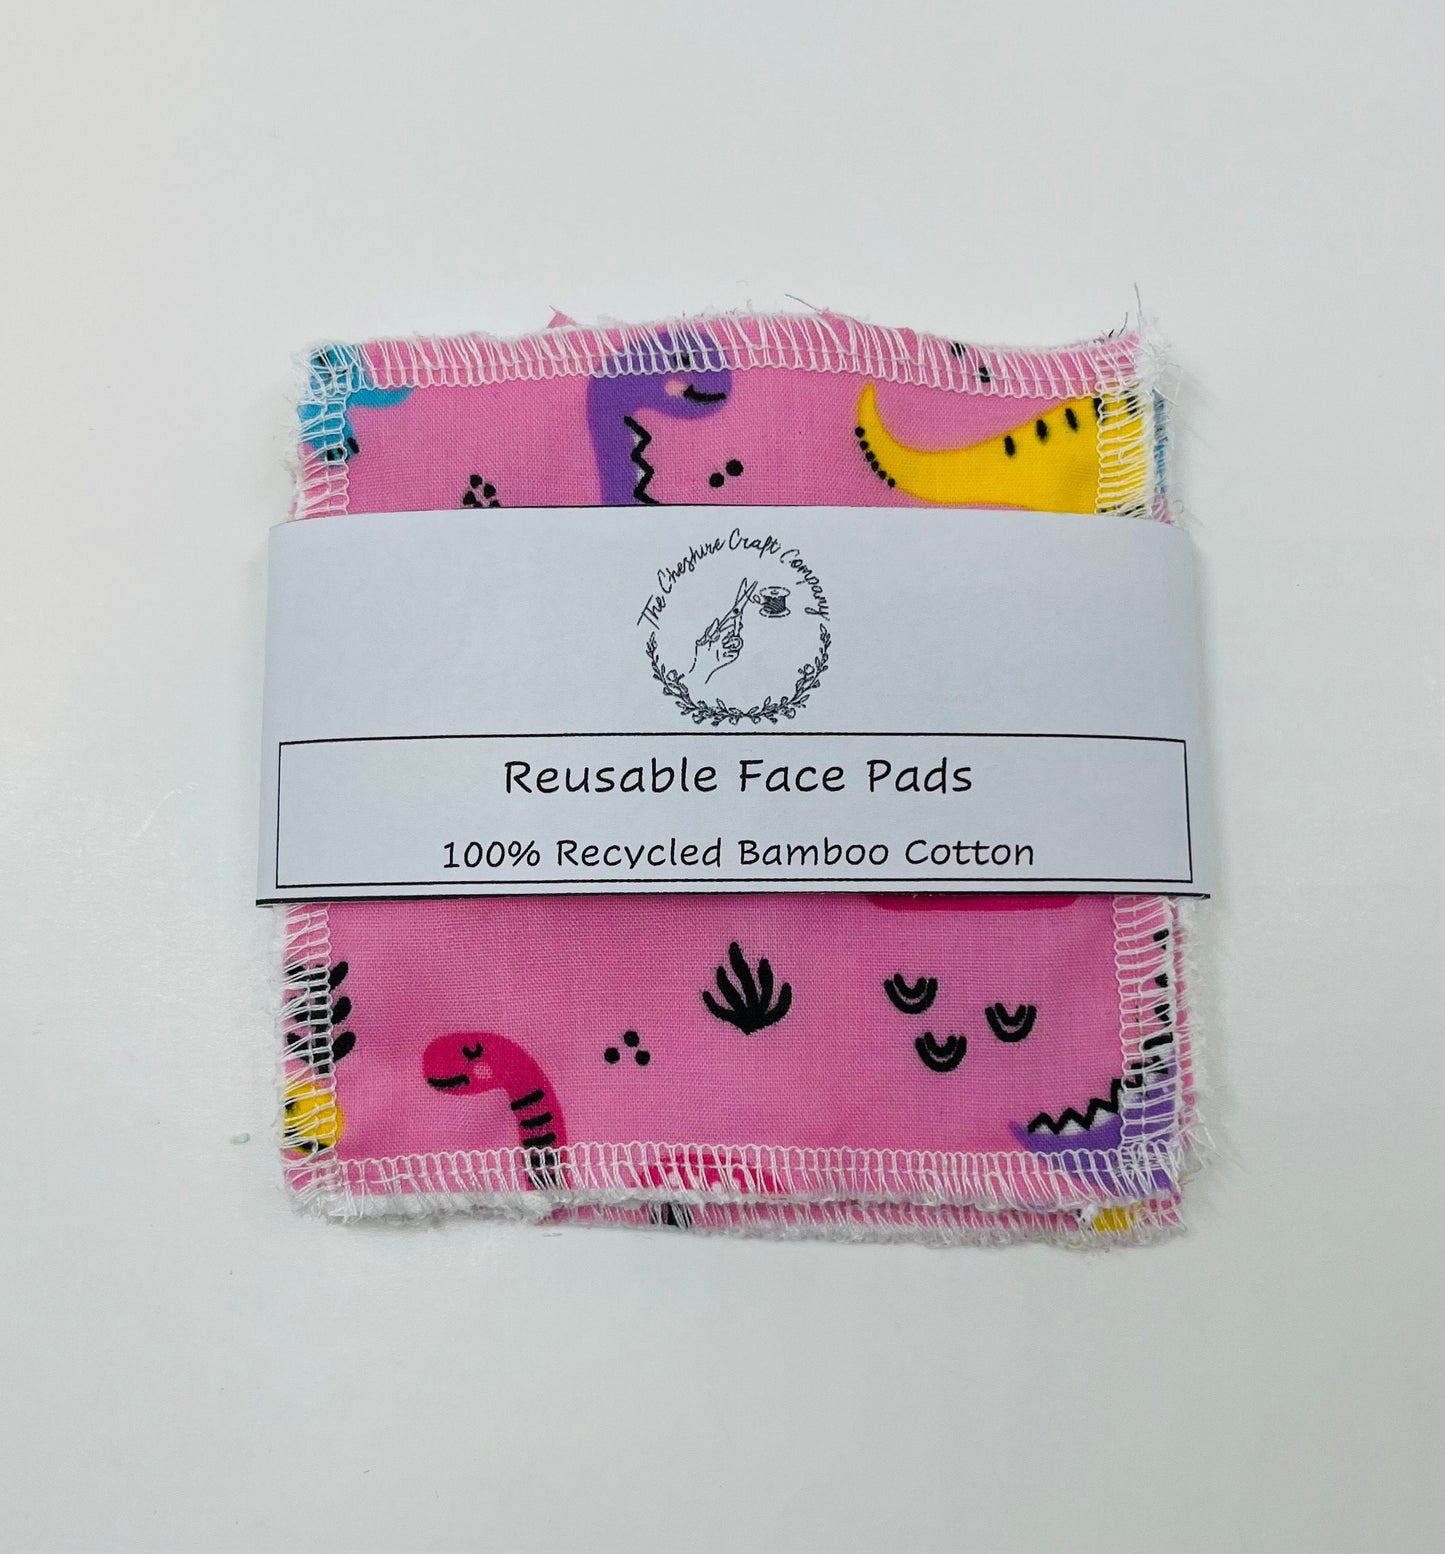 The Cheshire Craft Company
Reusable Face Pads
100% Recycled Bamboo Cotton